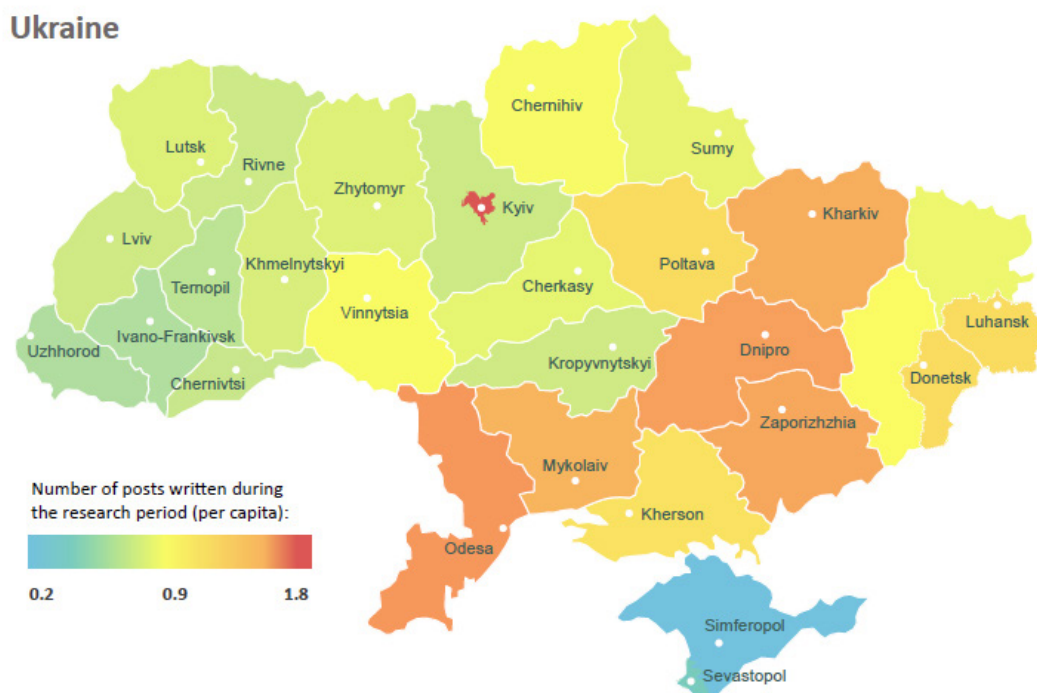 Ukraine
Chernihiv
Sumy
Lutsk
Rivne
Zhytomyr
Kyiv
Kharkiv
Lviv
Khmelnytskyi
Ternopil
Poltava
Cherkasy
Vinnytsia
Luhansk
Ivano-Frankivsk
Uzhhorod
Chernivtsi
Kropyvnytskyi
Dnipro
Donetsk
Zaporizhzhia
Mykolaiv
Kherson
Odesa
Number of posts written during
the research period (per capita):
0.2 0.9 1.8
Simferopol
Sevastopol